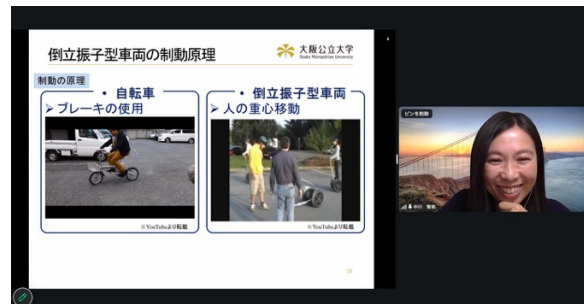 倒立振子型車両の制動原理
大阪公立大学
Osaka Metropolitan University
制動の原理
・ 自転車
➢ ブレーキの使用
※YouTubeより転載
・ 倒立振子型車両
➢ 人の重心移動
※YouTubeより転載
ピンを削除